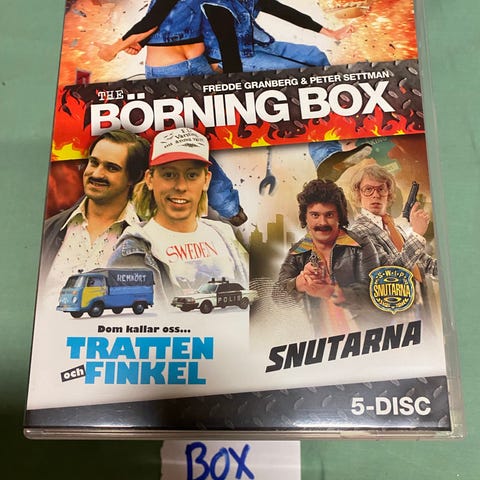 FREDDE GRANBERG & PETER SETTMAN
THE
BÖRNING BOX
SWEDEN
HEMKÖRT
POLIS
S.W.I.P.
SNUTARNA
Dom kallar oss...
TRATTEN
och FINKEL
SNUTARNA
5-DISC
BOX